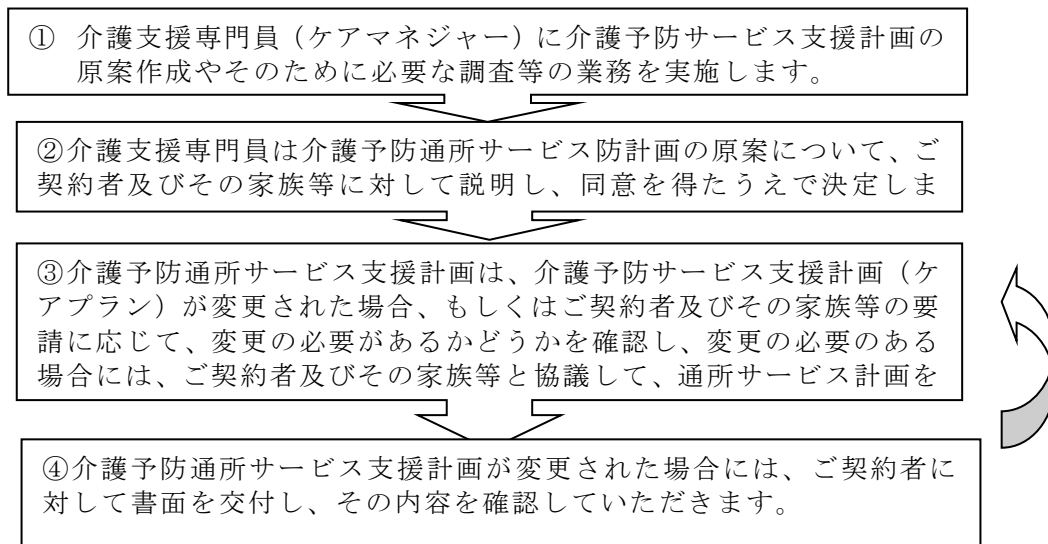 ① 介護支援専門員（ケアマネジャー）に介護予防サービス支援計画の
原案作成やそのために必要な調査等の業務を実施します。
②介護支援専門員は介護予防通所サービス防計画の原案について、ご
契約者及びその家族等に対して説明し、同意を得たうえで決定しま
③介護予防通所サービス支援計画は、介護予防サービス支援計画（ケ
アプラン）が変更された場合、もしくはご契約者及びその家族等の要
請に応じて、変更の必要があるかどうかを確認し、変更の必要のある
場合には、ご契約者及びその家族等と協議して、通所サービス計画を
④介護予防通所サービス支援計画が変更された場合には、ご契約者に
対して書面を交付し、その内容を確認していただきます。